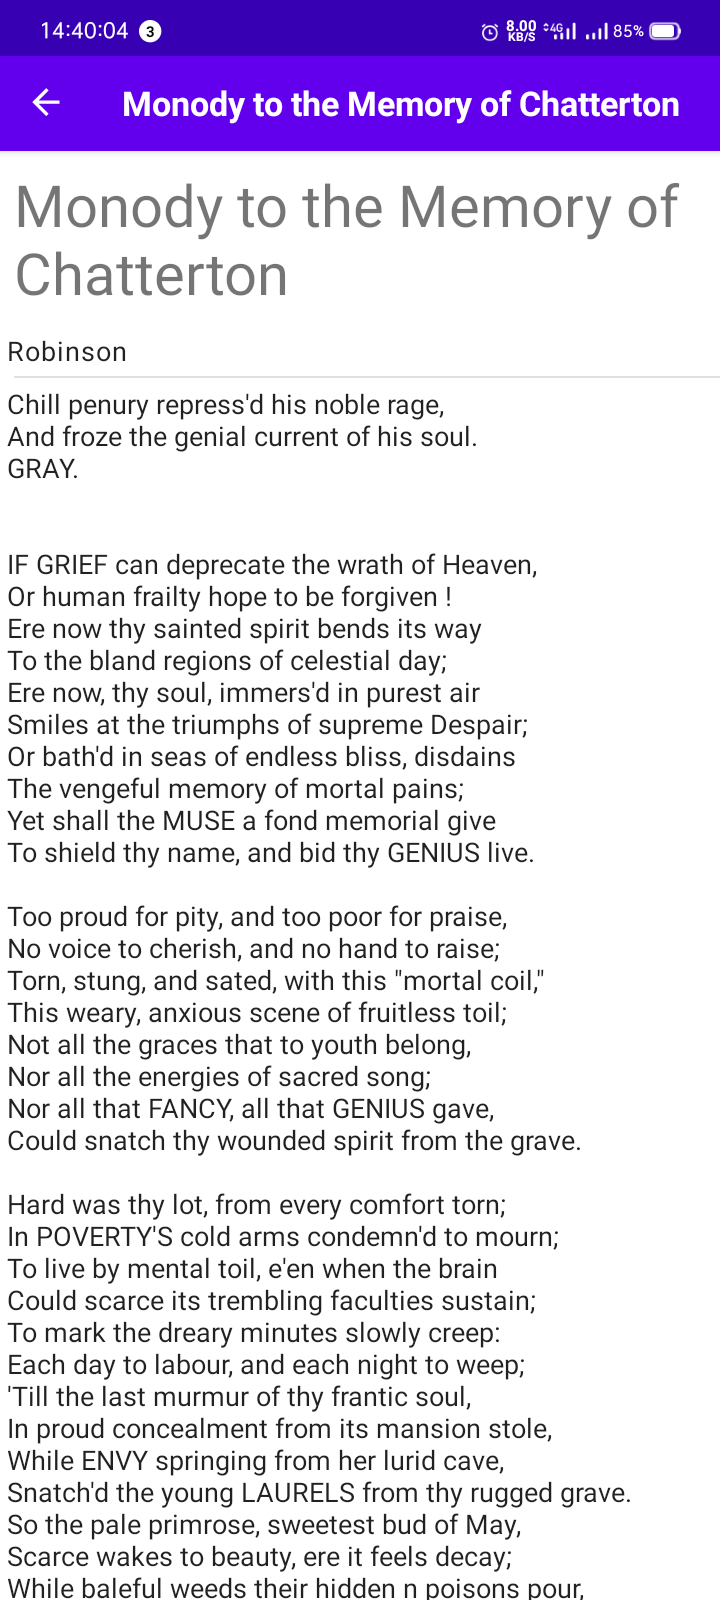 14:40:04 3 8.00 KB/S 4G 85%
Monody to the Memory of Chatterton
Monody to the Memory of
Chatterton
Robinson
Chill penury repress'd his noble rage,
And froze the genial current of his soul.
GRAY.
IF GRIEF can deprecate the wrath of Heaven,
Or human frailty hope to be forgiven !
Ere now thy sainted spirit bends its way
To the bland regions of celestial day;
Ere now, thy soul, immers'd in purest air
Smiles at the triumphs of supreme Despair;
Or bath'd in seas of endless bliss, disdains
The vengeful memory of mortal pains;
Yet shall the MUSE a fond memorial give
To shield thy name, and bid thy GENIUS live.
Too proud for pity, and too poor for praise,
No voice to cherish, and no hand to raise;
Torn, stung, and sated, with this "mortal coil,"
This weary, anxious scene of fruitless toil;
Not all the graces that to youth belong,
Nor all the energies of sacred song;
Nor all that FANCY, all that GENIUS gave,
Could snatch thy wounded spirit from the grave.
Hard was thy lot, from every comfort torn;
In POVERTY'S cold arms condemn'd to mourn;
To live by mental toil, e'en when the brain
Could scarce its trembling faculties sustain;
To mark the dreary minutes slowly creep:
Each day to labour, and each night to weep;
'Till the last murmur of thy frantic soul,
In proud concealment from its mansion stole,
While ENVY springing from her lurid cave,
Snatch'd the young LAURELS from thy rugged grave.
So the pale primrose, sweetest bud of May,
Scarce wakes to beauty, ere it feels decay;
While baleful weeds their hidden n poisons pour,